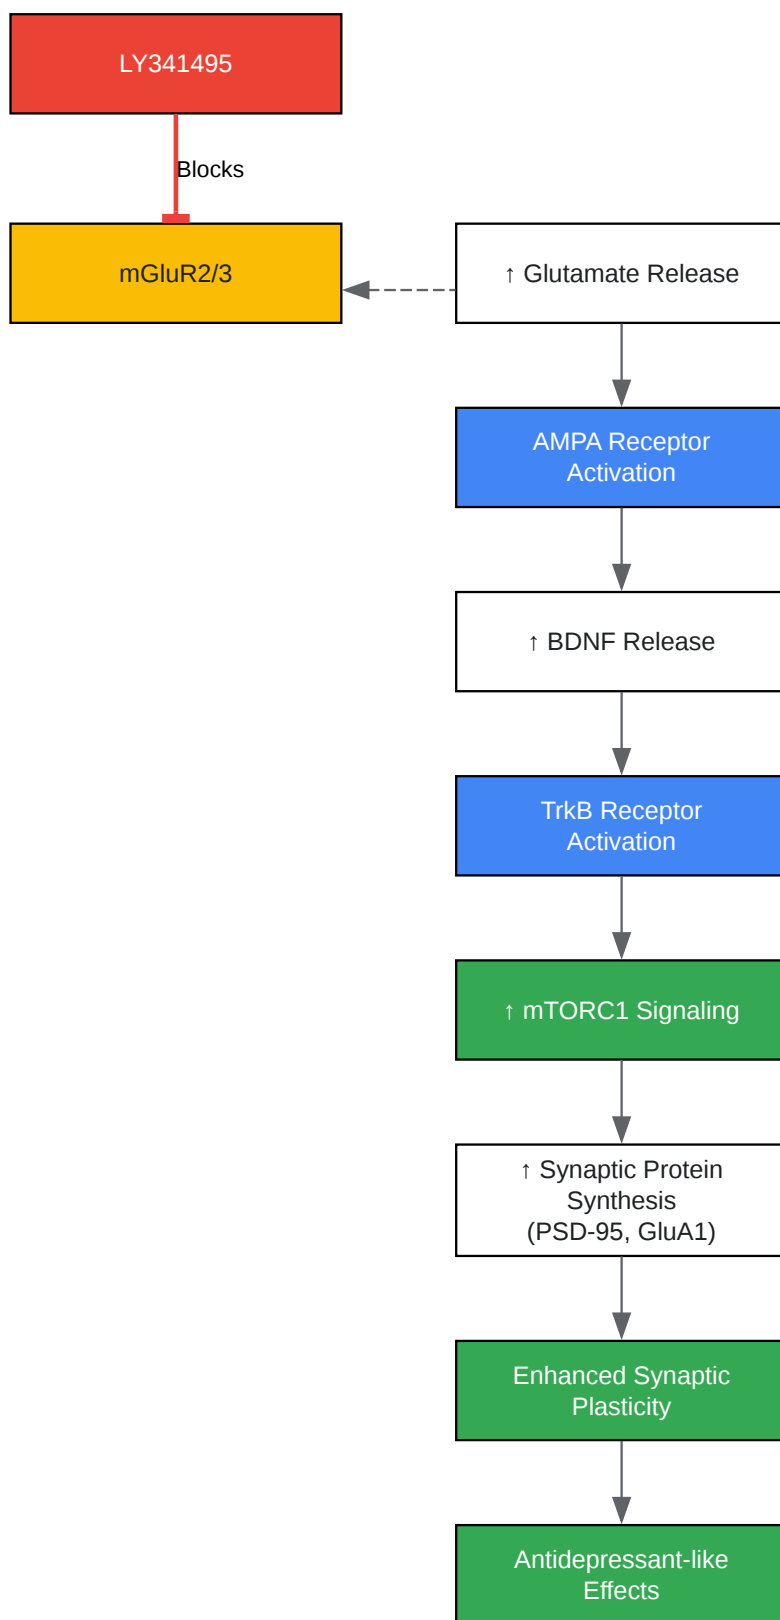 LY341495
Blocks
mGluR2/3
↑ Glutamate Release
AMPA Receptor
Activation
↑ BDNF Release
TrkB Receptor
Activation
↑ mTORC1 Signaling
↑ Synaptic Protein
Synthesis
(PSD-95, GluA1)
Enhanced Synaptic
Plasticity
Antidepressant-like
Effects